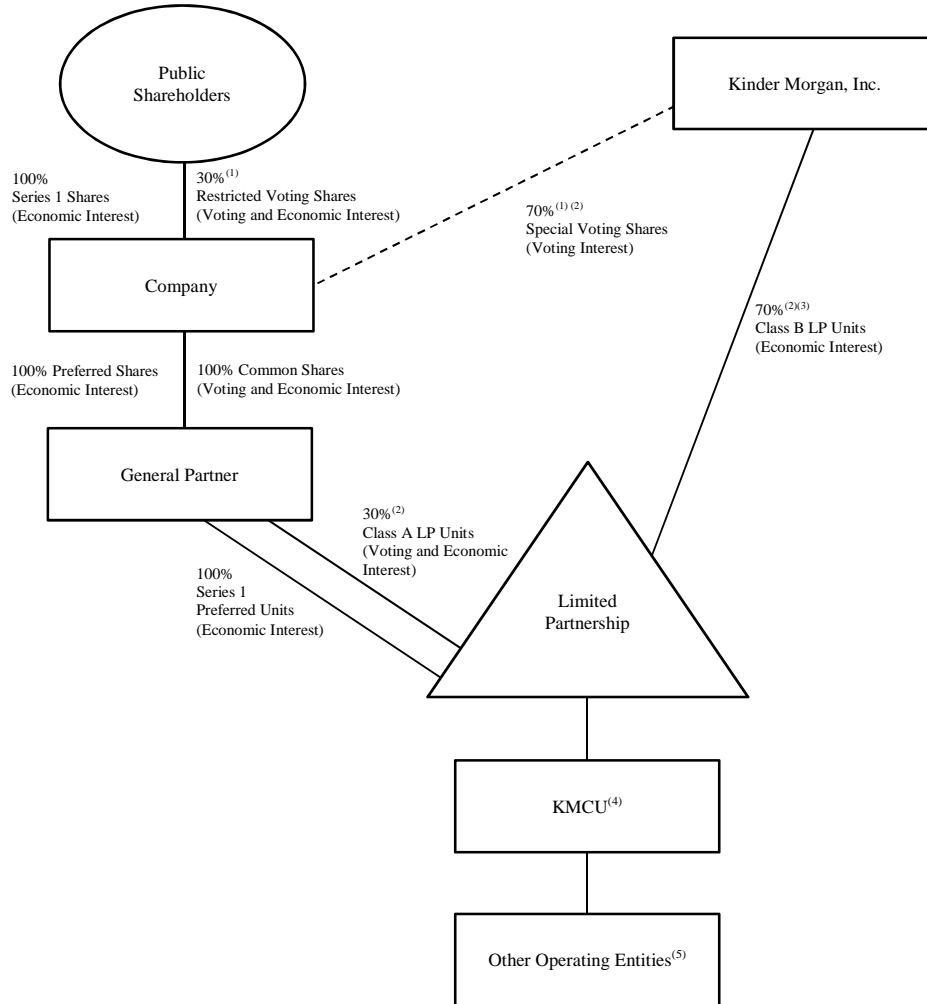 Public
Shareholders
Kinder Morgan, Inc.
100%
Series 1 Shares
(Economic Interest)
30%(1)
Restricted Voting Shares
(Voting and Economic Interest)
70%(1) (2)
Special Voting Shares
(Voting Interest)
Company
70%(2)(3)
Class B LP Units
(Economic Interest)
100% Preferred Shares
(Economic Interest)
100% Common Shares
(Voting and Economic Interest)
General Partner
30%(2)
Class A LP Units
(Voting and Economic
Interest)
100%
Series 1
Preferred Units
(Economic Interest)
Limited
Partnership
KMCU(4)
Other Operating Entities(5)